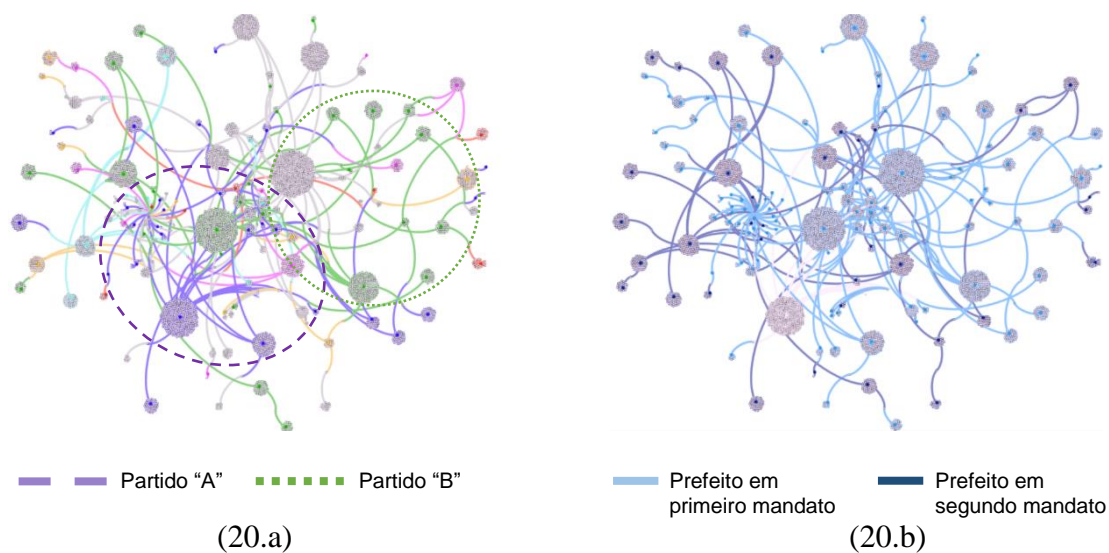 Partido “A”
Partido “B”
(20.a)
Prefeito em
primeiro mandato
Prefeito em
segundo mandato
(20.b)